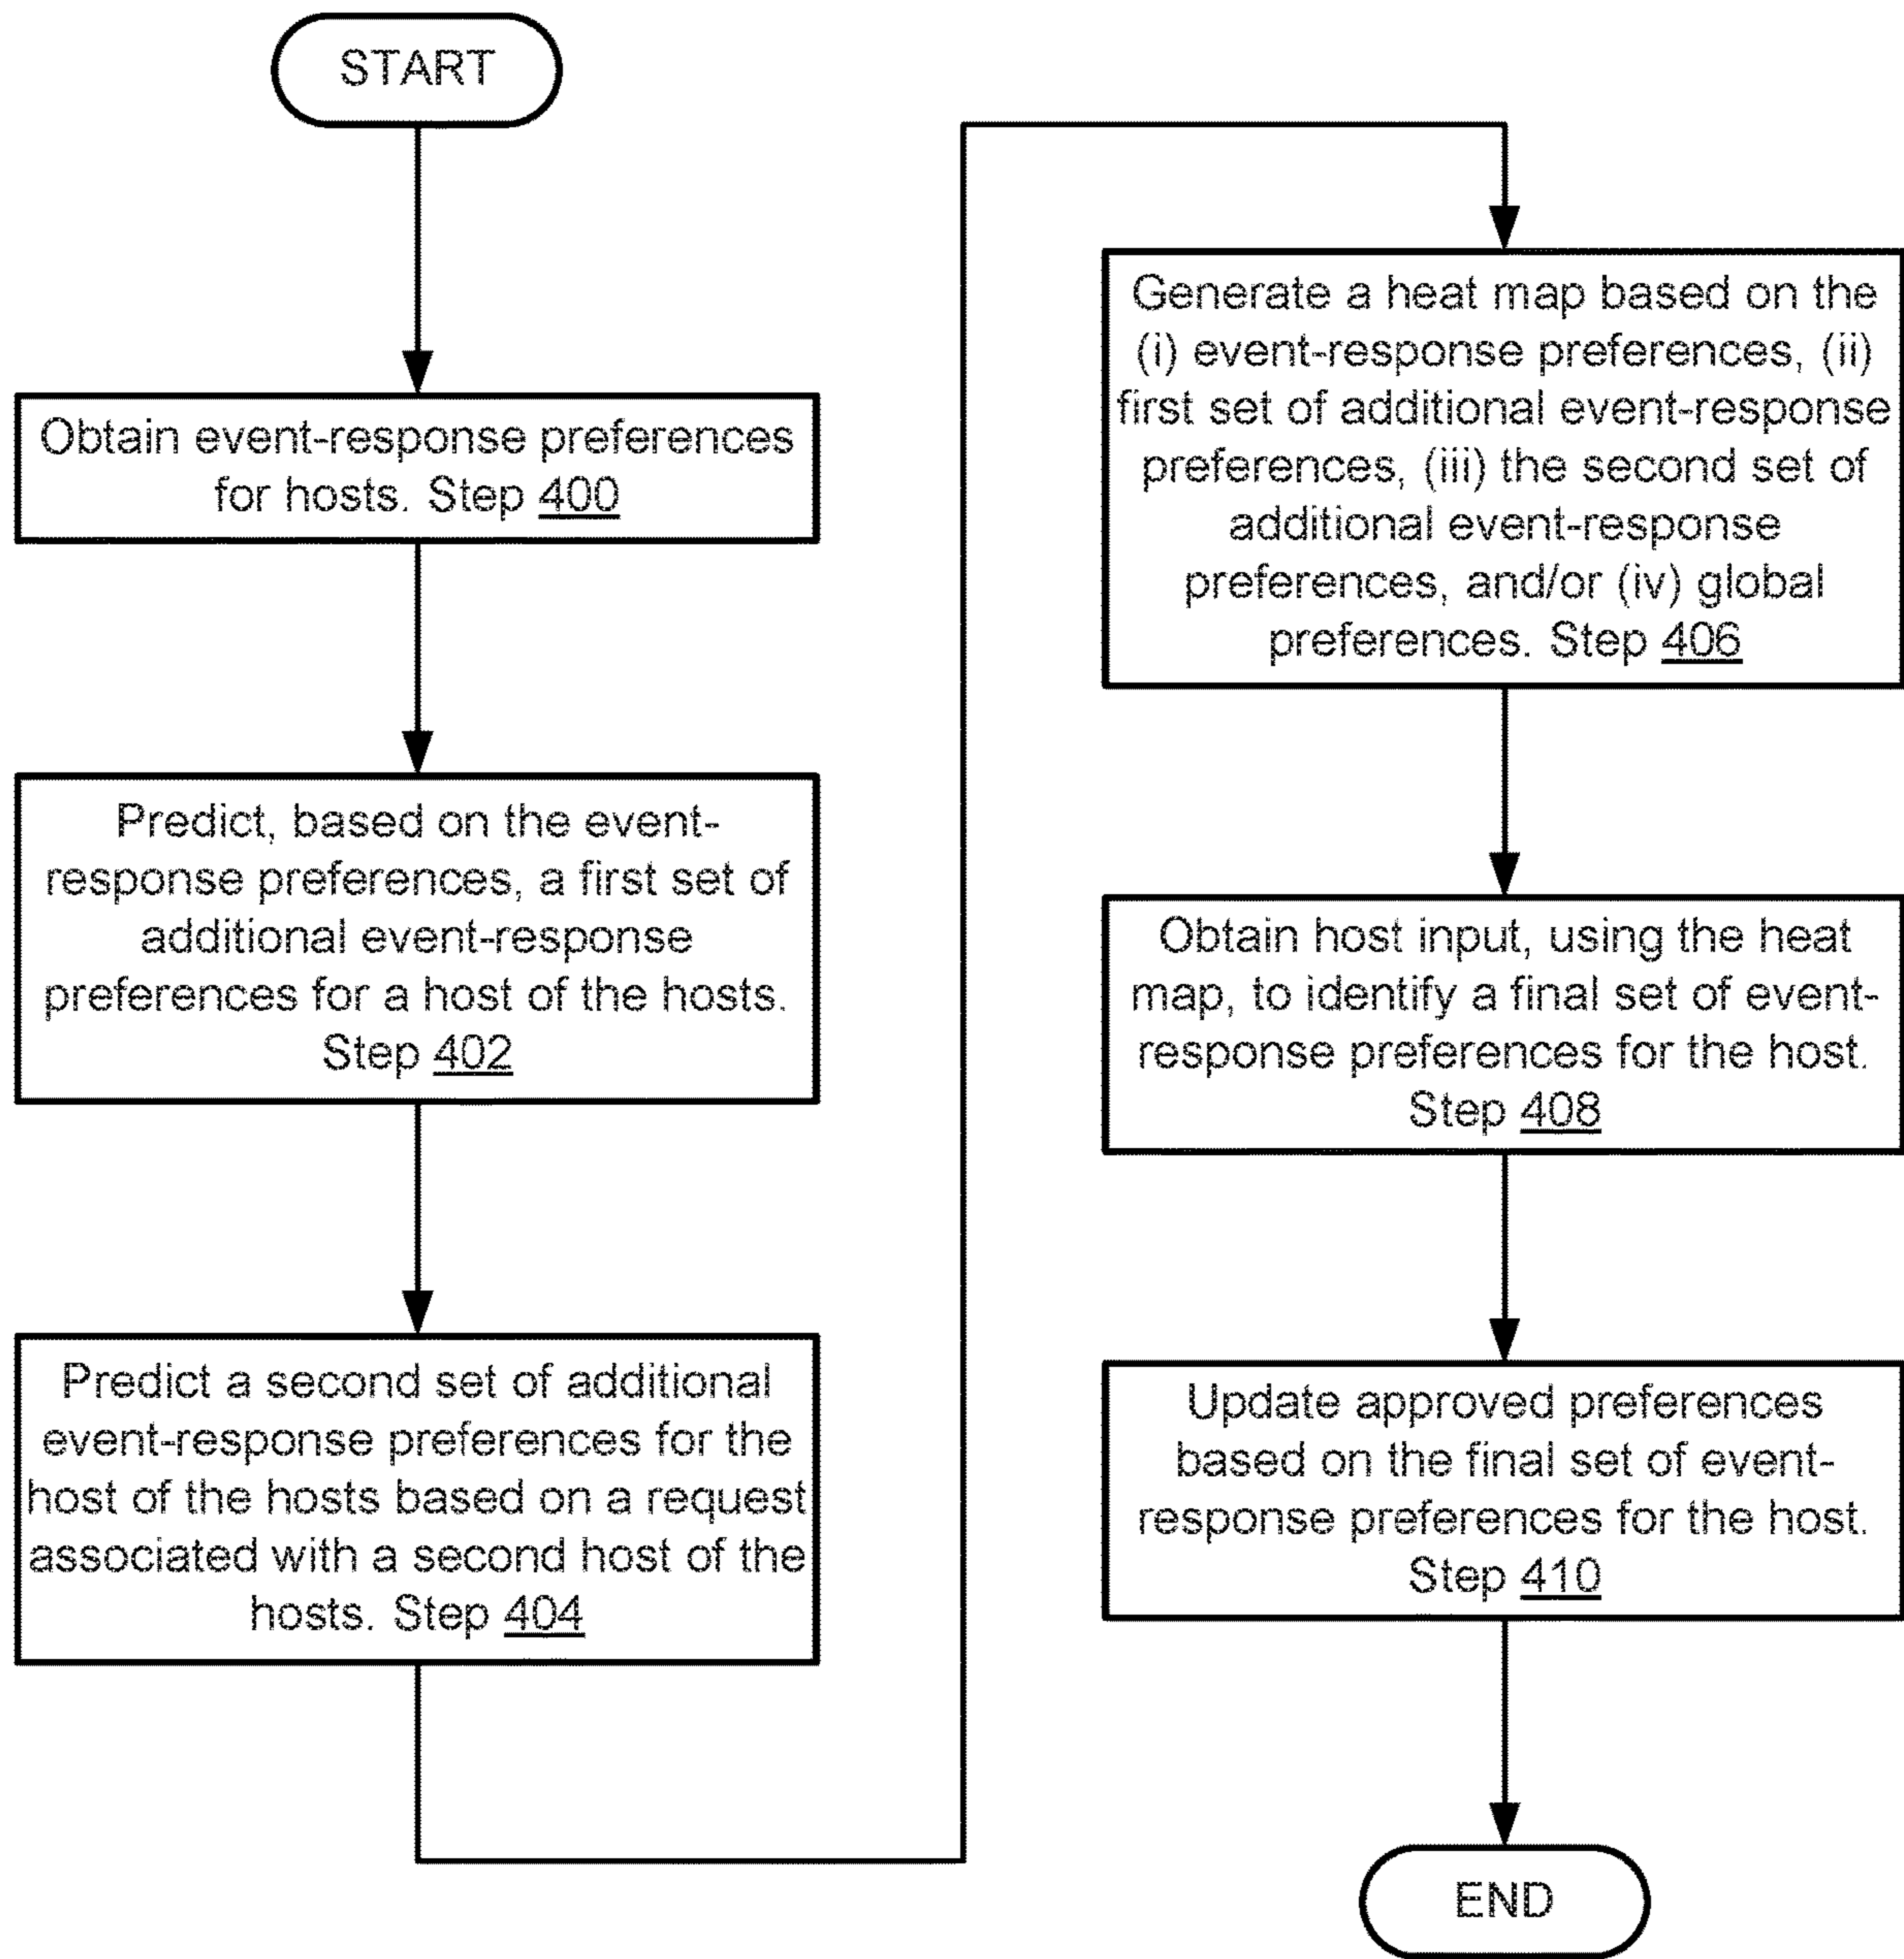 START
Obtain event-response preferences
for hosts. Step 400
Predict, based on the event-
response preferences, a first set of
additional event-response
preferences for a host of the hosts.
Step 402
Predict a second set of additional
event-response preferences for the
host of the hosts based on a request
associated with a second host of the
hosts. Step 404
Generate a heat map based on the
(i) event-response preferences, (ii)
first set of additional event-response
preferences, (iii) the second set of
additional event-response
preferences, and/or (iv) global
preferences. Step 406
Obtain host input, using the heat
map, to identify a final set of event-
response preferences for the host.
Step 408
Update approved preferences
based on the final set of event-
response preferences for the host.
Step 410
END